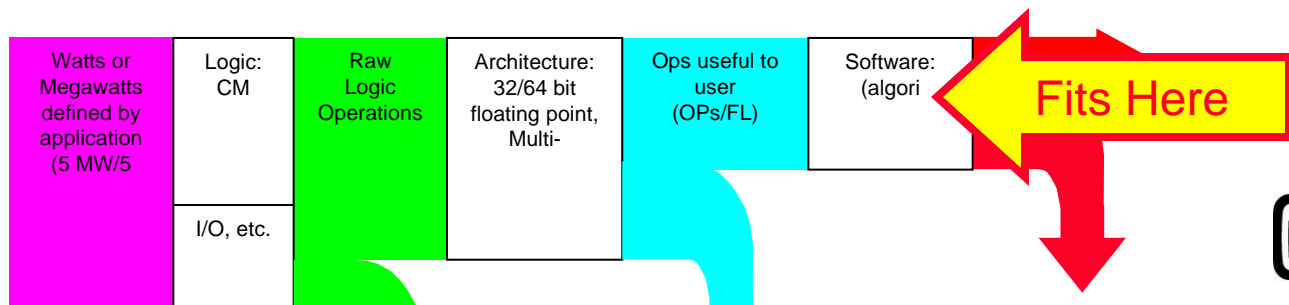 Watts or
Megawatts
defined by
application
(5 MW/5
Logic:
CM
I/O, etc.
Raw
Logic
Operations
Architecture:
32/64 bit
floating point,
Multi-
Ops useful to
user
(OPs/FL)
Software:
(algori
Fits Here